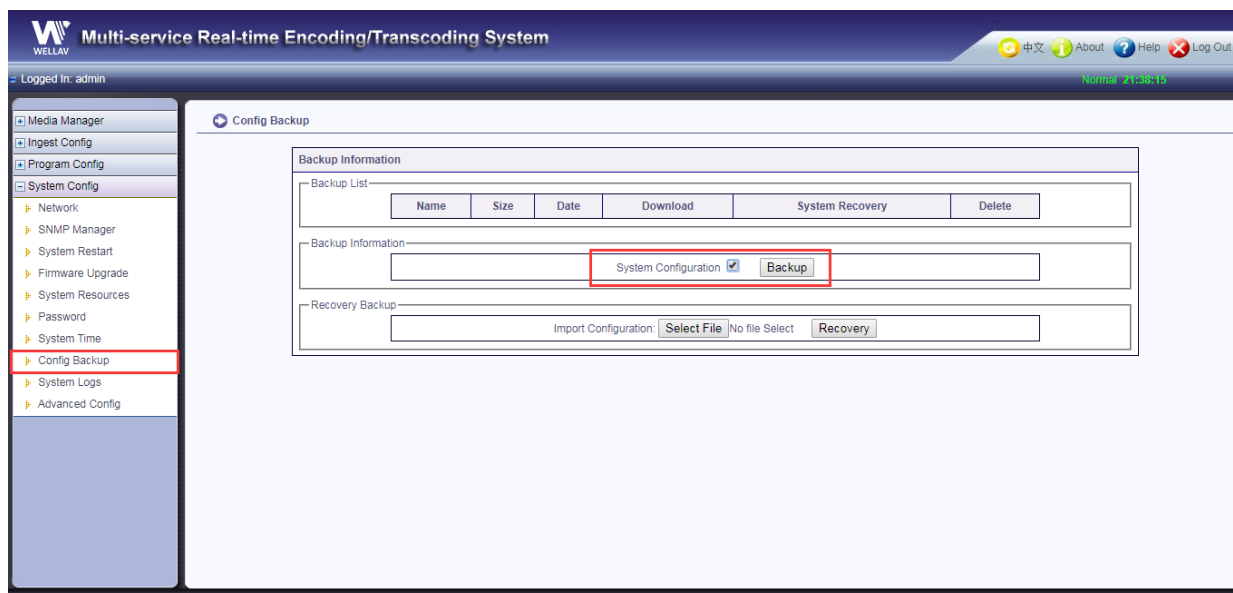 WELLAV
Multi-service Real-time Encoding/Transcoding System
中文 About Help Log Out
Logged In: admin
Normal 21:38:15
Media Manager
Ingest Config
Program Config
System Config
Network
SNMP Manager
System Restart
Firmware Upgrade
System Resources
Password
System Time
Config Backup
System Logs
Advanced Config
Config Backup
Backup Information
Backup List
Name Size Date Download System Recovery Delete
Backup Information
System Configuration Backup
Recovery Backup
Import Configuration: Select File No file Select Recovery